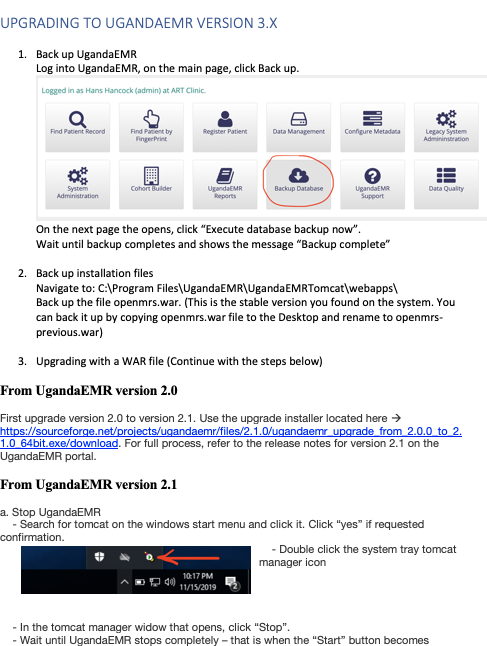 UPGRADING TO UGANDAEMR VERSION 3.X
1. Back up UgandaEMR
Log into UgandaEMR, on the main page, click Back up.
Logged in as Hans Hancock (admin) at ART Clinic.
Find Patient Record
Find Patient by
FingerPrint
Register Patient
Data Management
Configure Metadata
Legacy System
Admininstration
System
Administration
Cohort Builder
UgandaEMR
Reports
Backup Database
UgandaEMR
Support
Data Quality
On the next page the opens, click “Execute database backup now”.
Wait until backup completes and shows the message “Backup complete”
2. Back up installation files
Navigate to: C:\Program Files\UgandaEMR\UgandaEMRTomcat\webapps\
Back up the file openmrs.war. (This is the stable version you found on the system. You
can back it up by copying openmrs.war file to the Desktop and rename to openmrs-
previous.war)
3. Upgrading with a WAR file (Continue with the steps below)
From UgandaEMR version 2.0
First upgrade version 2.0 to version 2.1. Use the upgrade installer located here →
https://sourceforge.net/projects/ugandaemr/files/2.1.0/ugandaemr_upgrade_from_2.0.0_to_2.
1.0_64bit.exe/download. For full process, refer to the release notes for version 2.1 on the
UgandaEMR portal.
From UgandaEMR version 2.1
a. Stop UgandaEMR
- Search for tomcat on the windows start menu and click it. Click “yes” if requested
confirmation.
- Double click the system tray tomcat
manager icon
10:17 PM
11/15/2019
2
- In the tomcat manager widow that opens, click “Stop”.
- Wait until UgandaEMR stops completely – that is when the “Start” button becomes